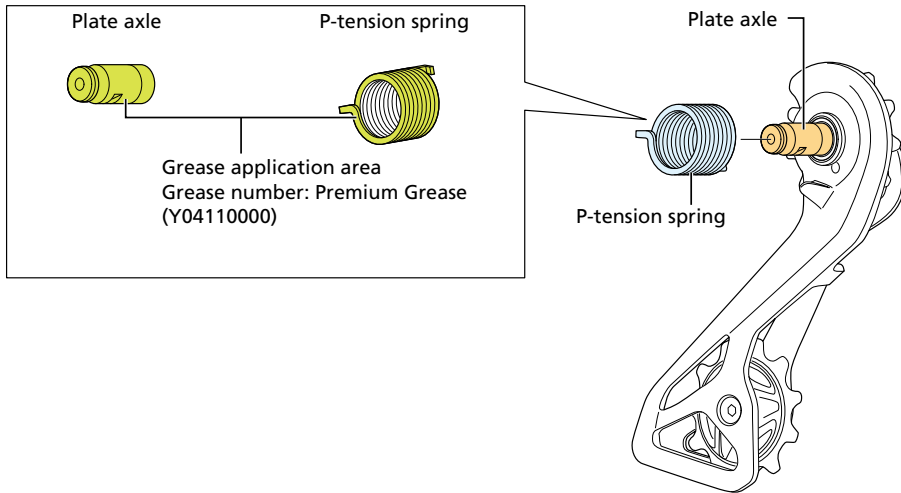 Plate axle
P-tension spring
Grease application area
Grease number: Premium Grease
(Y04110000)
Plate axle
P-tension spring